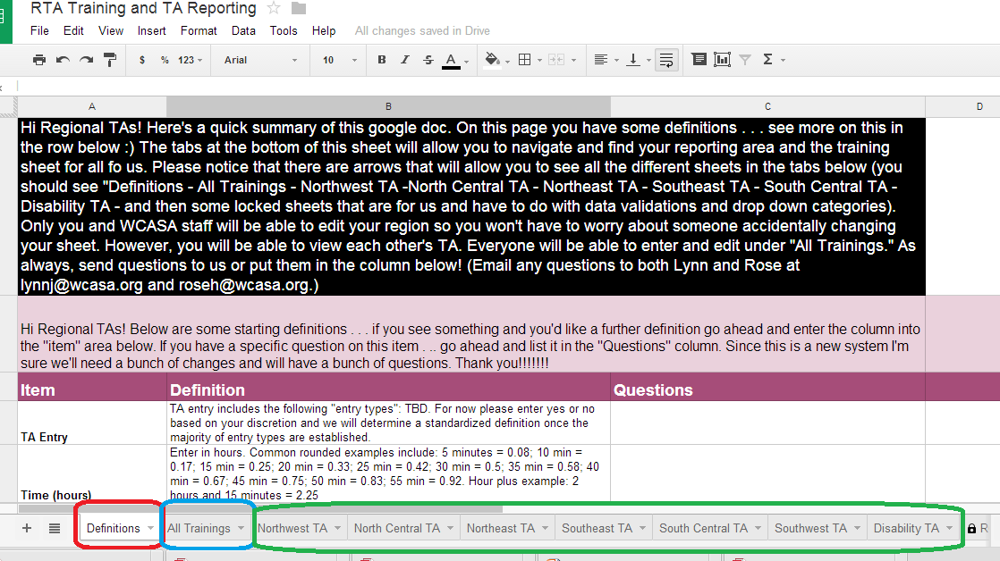 RTA Training and TA Reporting
File Edit View Insert Format Data Tools Help All changes saved in Drive
$ % 123 Arial 10 B I S A Σ
A B C D
Hi Regional TAs! Here's a quick summary of this google doc. On this page you have some definitions . . . see more on this in
the row below :) The tabs at the bottom of this sheet will allow you to navigate and find your reporting area and the training
sheet for all fo us. Please notice that there are arrows that will allow you to see all the different sheets in the tabs below (you
should see "Definitions - All Trainings - Northwest TA -North Central TA - Northeast TA - Southeast TA - South Central TA -
Disability TA - and then some locked sheets that are for us and have to do with data validations and drop down categories).
Only you and WCASA staff will be able to edit your region so you won't have to worry about someone accidentally changing
your sheet. However, you will be able to view each other's TA. Everyone will be able to enter and edit under "All Trainings." As
always, send questions to us or put them in the column below! (Email any questions to both Lynn and Rose at
lynnj@wcasa.org and roseh@wcasa.org.)
Hi Regional TAs! Below are some starting definitions . . . if you see something and you'd like a further definition go ahead and enter the column into
the "item" area below. If you have a specific question on this item . .. go ahead and list it in the "Questions" column. Since this is a new system I'm
sure we'll need a bunch of changes and will have a bunch of questions. Thank you!!!!!!!
Item Definition Questions
TA entry includes the following "entry types": TBD. For now please enter yes or no
based on your discretion and we will determine a standardized definition once the
TA Entry majority of entry types are established.
Enter in hours. Common rounded examples include: 5 minutes = 0.08; 10 min =
0.17; 15 min = 0.25; 20 min = 0.33; 25 min = 0.42; 30 min = 0.5; 35 min = 0.58; 40
min = 0.67; 45 min = 0.75; 50 min = 0.83; 55 min = 0.92. Hour plus example: 2
Time (hours) hours and 15 minutes = 2.25
Definitions All Trainings Northwest TA North Central TA Northeast TA Southeast TA South Central TA Southwest TA Disability TA R